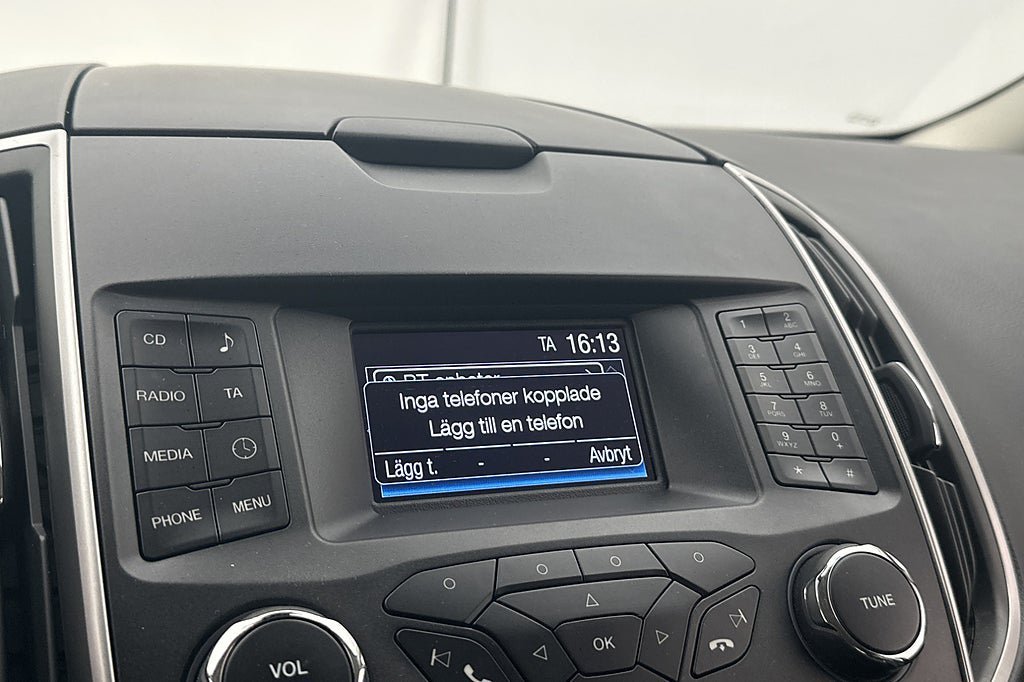 TA 16:13
BT-enheter
Inga telefoner kopplade
Lägg till en telefon
Lägg t. - - Avbryt
CD
RADIO TA
MEDIA
PHONE MENU
1 2 ABC
3 DEF 4 GHI
5 JKL 6 MNO
7 PQRS 8 TUV
9 WXYZ 0 +
* #
OK
VOL
TUNE